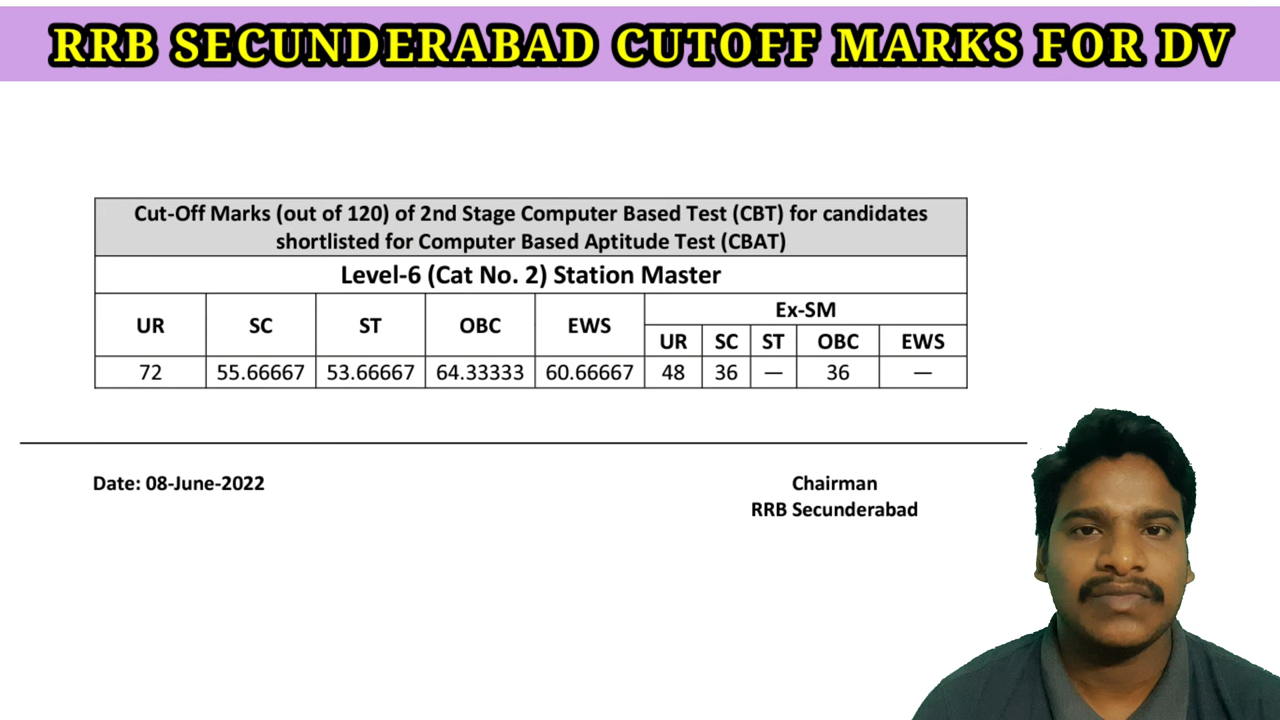 RRB SECUNDERABAD CUTOFF MARKS FOR DV
Cut-Off Marks (out of 120) of 2nd Stage Computer Based Test (CBT) for candidates
shortlisted for Computer Based Aptitude Test (CBAT)
Level-6 (Cat No. 2) Station Master
UR SC ST OBC EWS Ex-SM
UR SC ST OBC EWS
72 55.66667 53.66667 64.33333 60.66667 48 36 — 36 —
Date: 08-June-2022 Chairman
RRB Secunderabad